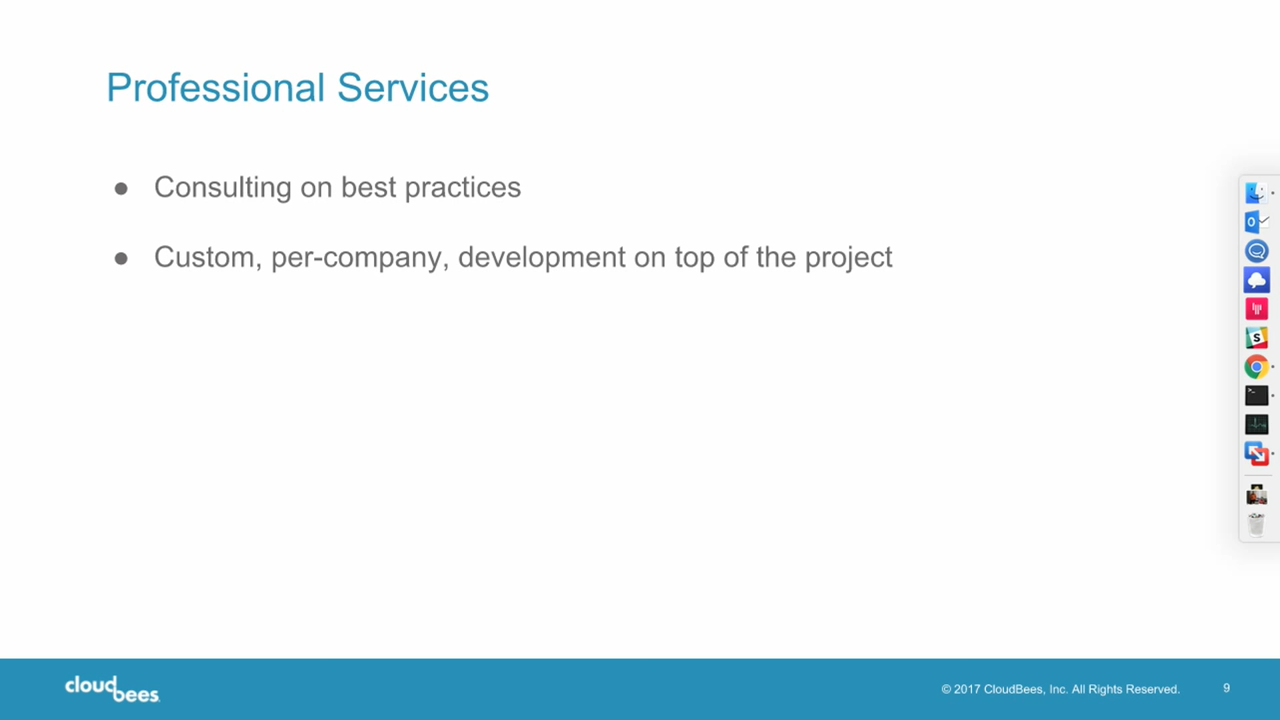 Professional Services
● Consulting on best practices
● Custom, per-company, development on top of the project
cloudbees
© 2017 CloudBees, Inc. All Rights Reserved.
9